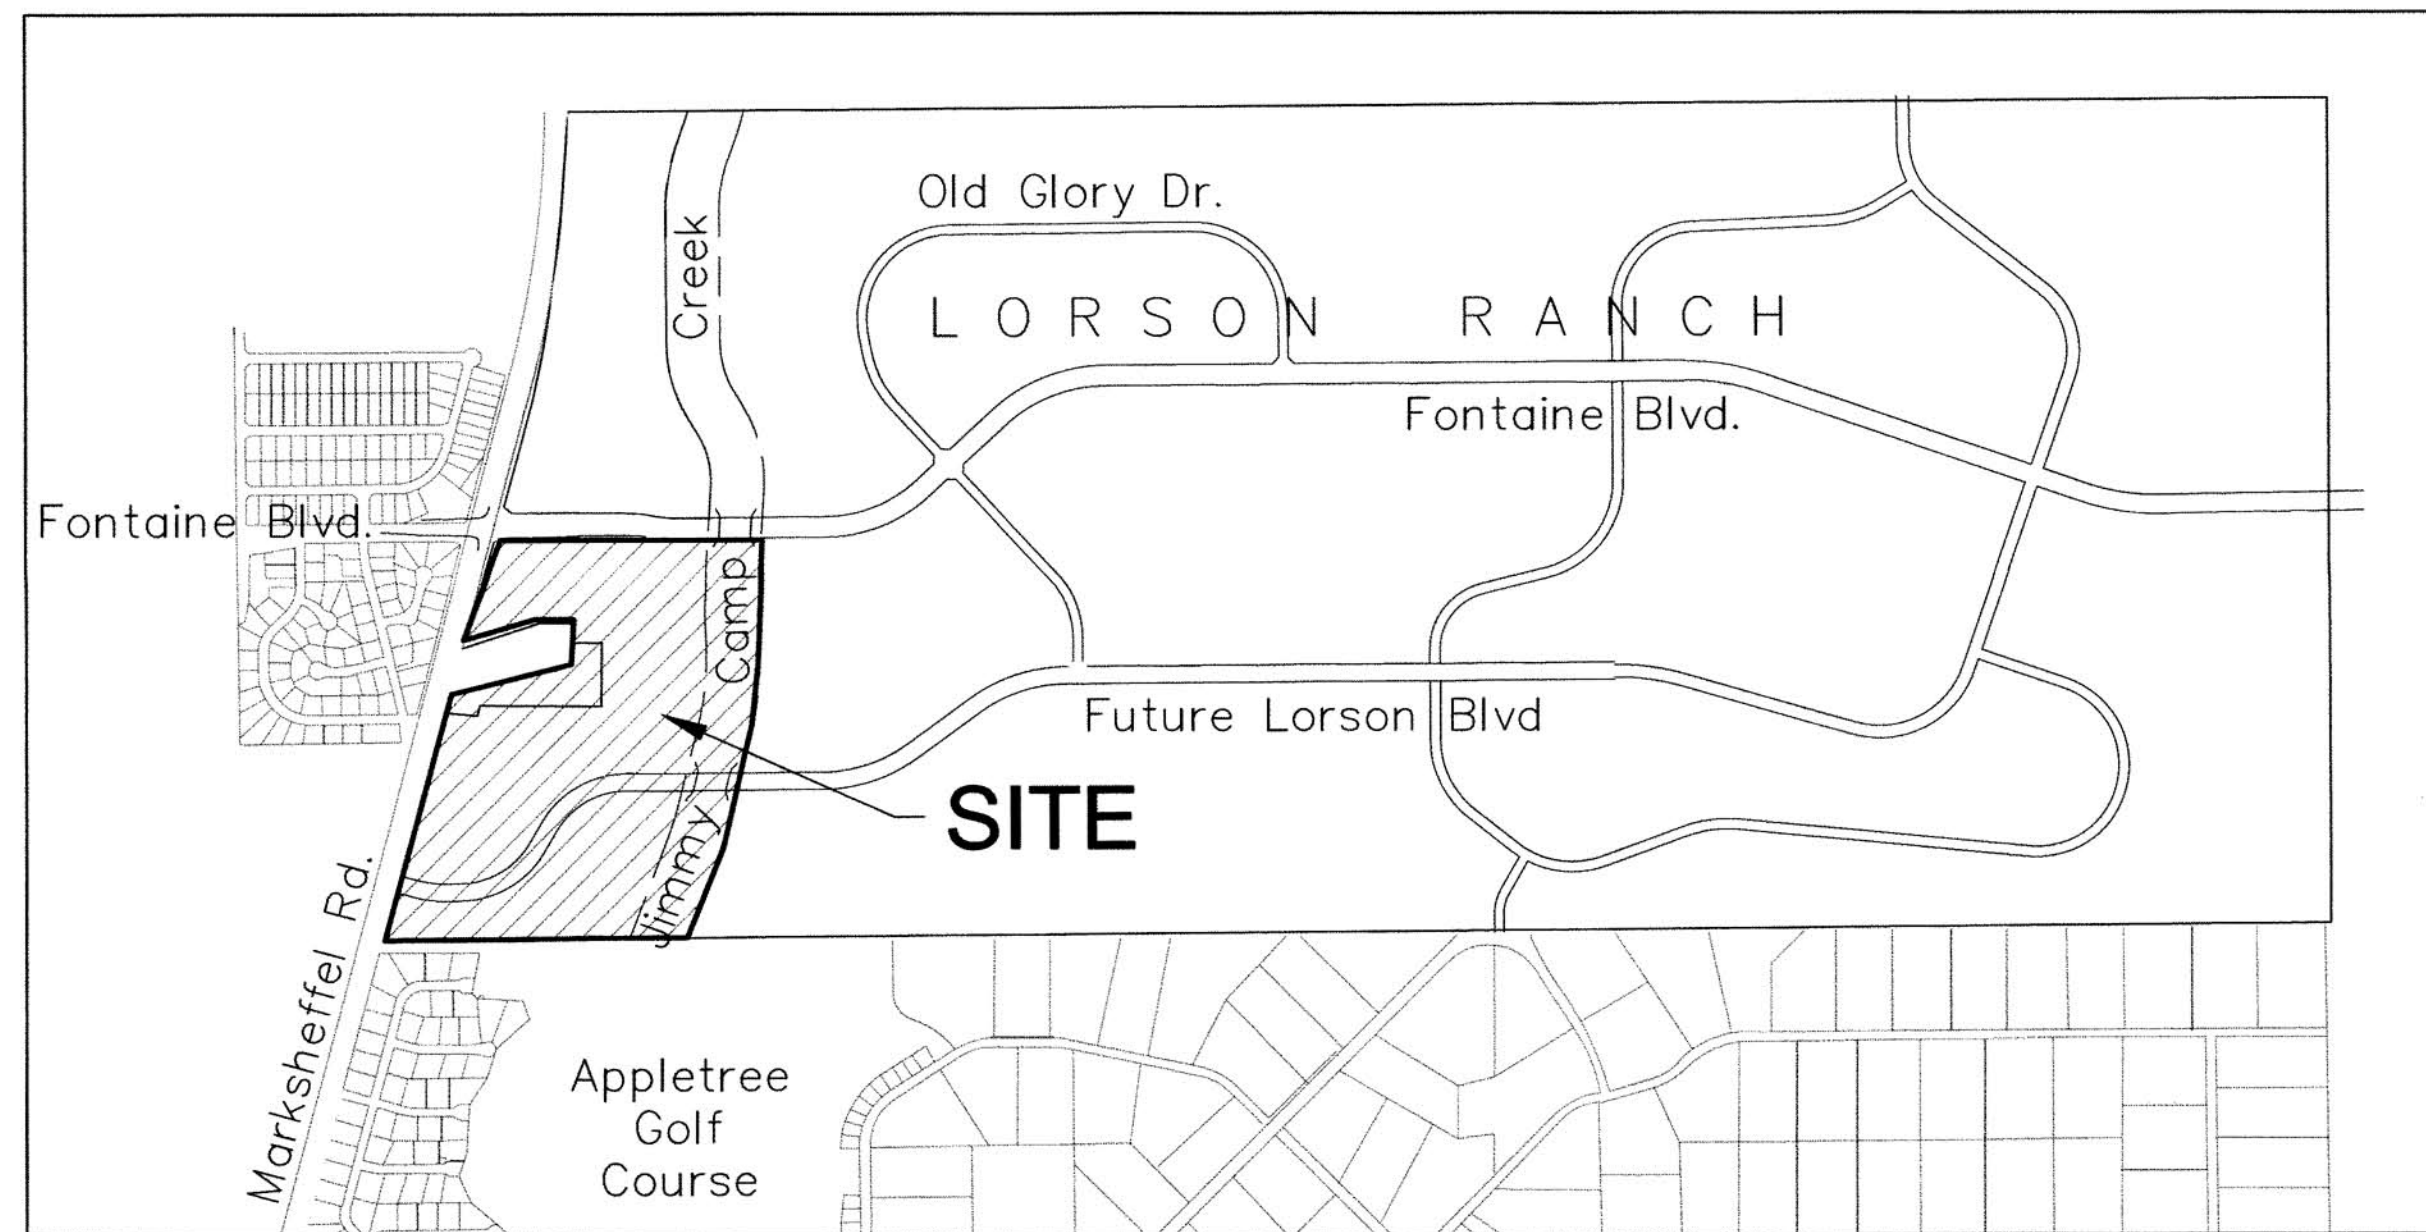 Old Glory Dr.
Creek
LORSON RANCH
Fontaine Blvd.
Fontaine Blvd.
Camp
Future Lorson Blvd
SITE
Jimmy
Marksheffel Rd.
Appletree
Golf
Course